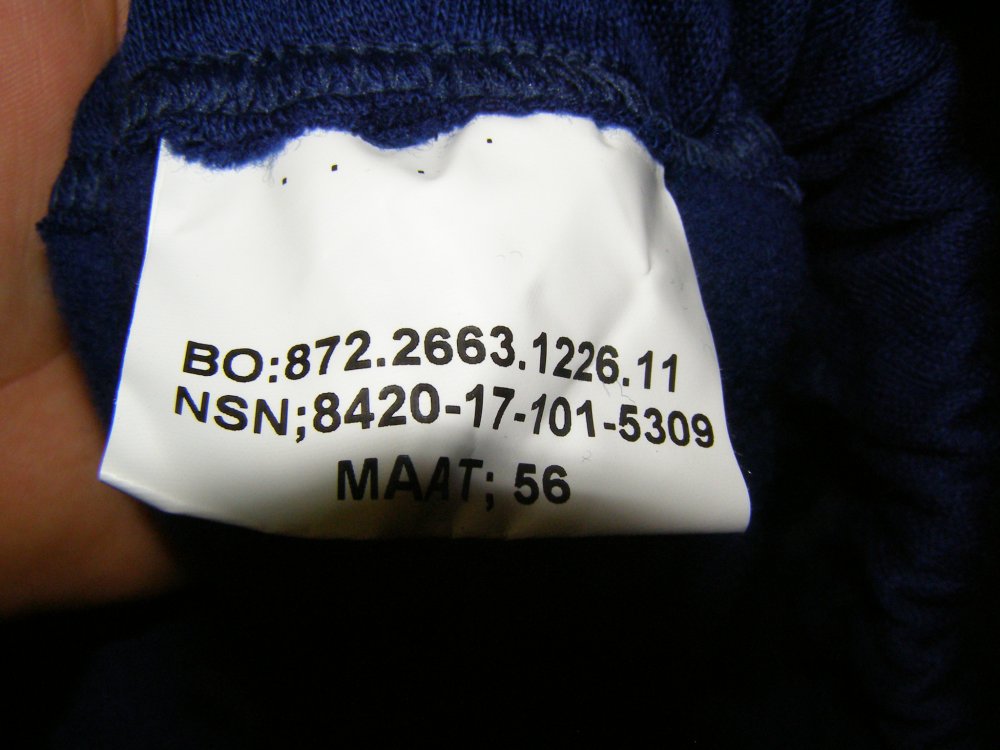 BO:872.2663.1226.11
NSN;8420-17-101-5309
MAAT; 56